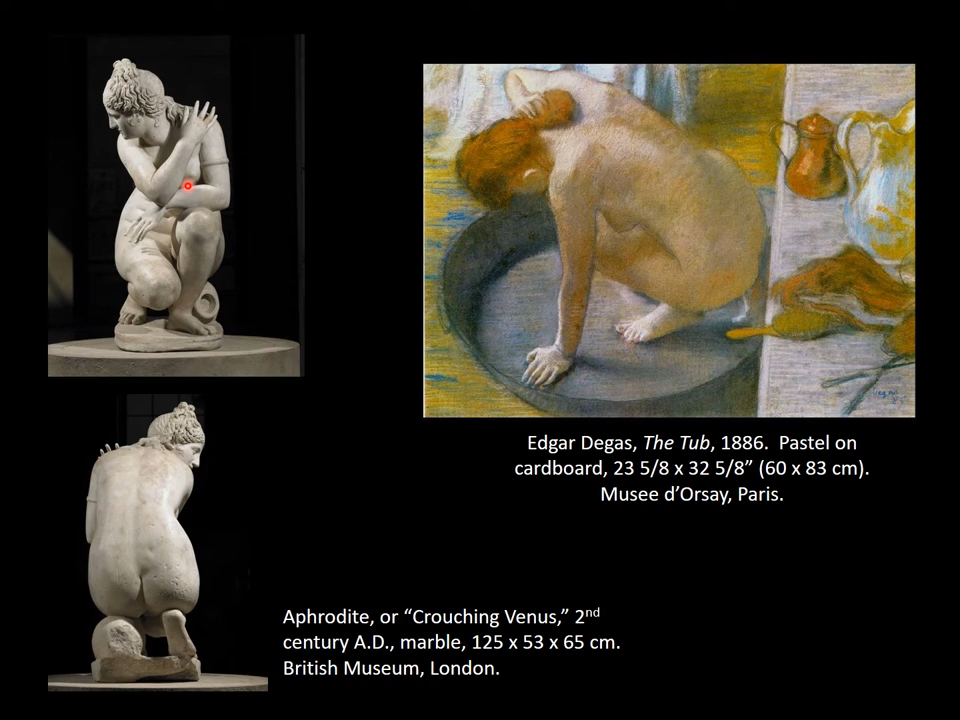 Edgar Degas, The Tub, 1886.  Pastel on
cardboard, 23 5/8 x 32 5/8” (60 x 83 cm).
Musee d’Orsay, Paris.
Aphrodite, or “Crouching Venus,” 2nd
century A.D., marble, 125 x 53 x 65 cm.
British Museum, London.